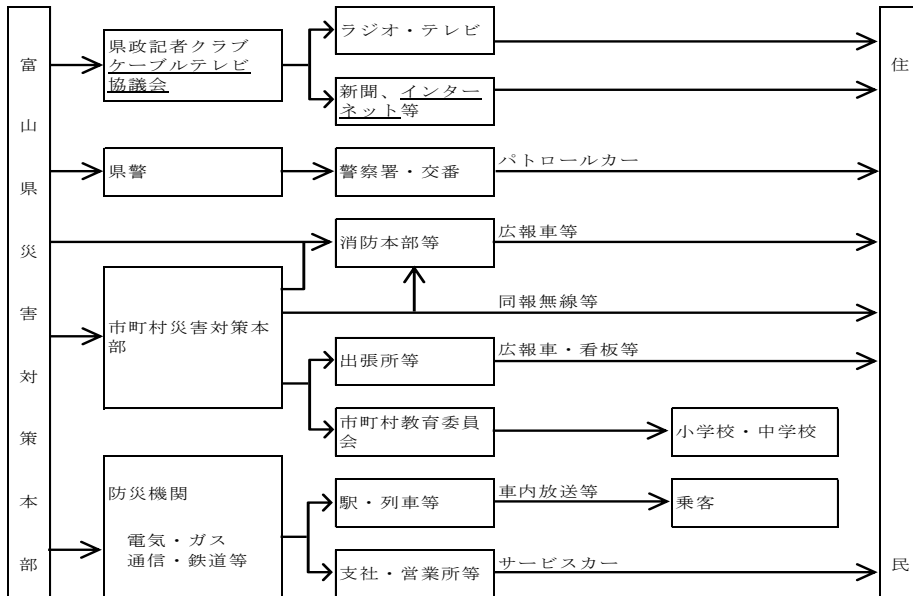 富山県災害対策本部
県政記者クラブ
ケーブルテレビ
協議会
ラジオ・テレビ
新聞、インター
ネット等
県警
警察署・交番
パトロールカー
消防本部等
広報車等
市町村災害対策本
部
同報無線等
出張所等
広報車・看板等
市町村教育委員
会
小学校・中学校
防災機関
電気・ガス
通信・鉄道等
駅・列車等
車内放送等
乗客
支社・営業所等
サービスカー
住民